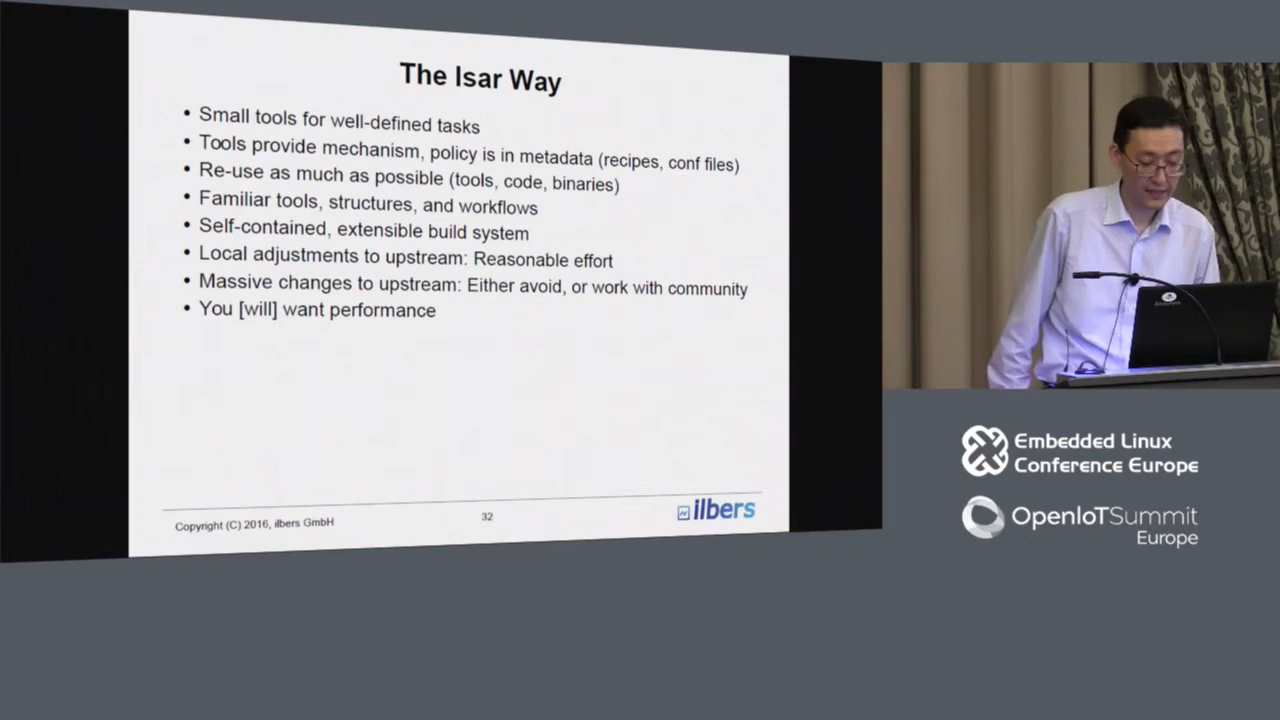 The Isar Way
• Small tools for well-defined tasks
• Tools provide mechanism, policy is in metadata (recipes, conf files)
• Re-use as much as possible (tools, code, binaries)
• Familiar tools, structures, and workflows
• Self-contained, extensible build system
• Local adjustments to upstream: Reasonable effort
• Massive changes to upstream: Either avoid, or work with community
• You [will] want performance
Copyright (C) 2016, ilbers GmbH
32
ilbers
Embedded Linux
Conference Europe
OpenIoTSummit
Europe